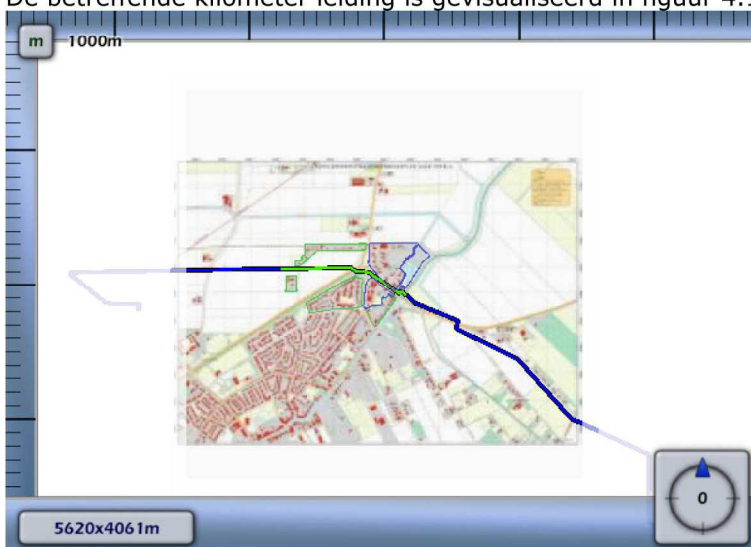 De betreffende kilometer leiding is gevisualiseerd in figuur 4.
m
1000m
0
5620x4061m